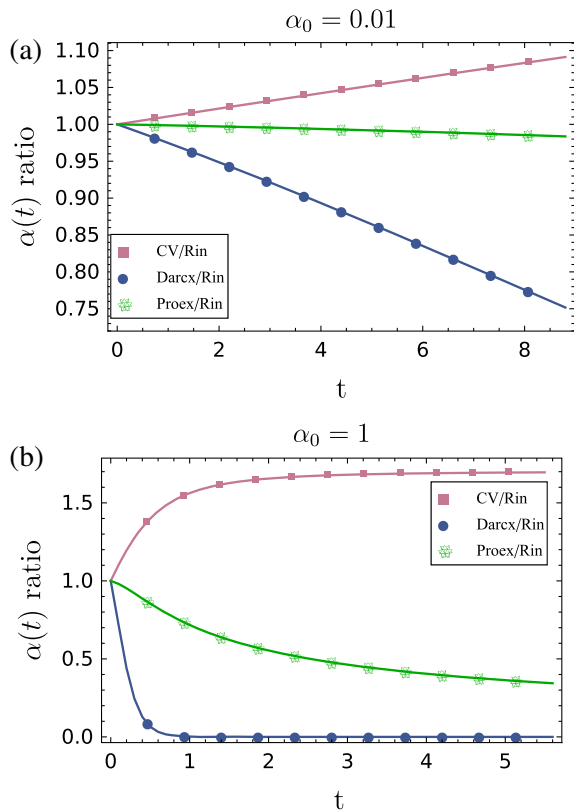 α₀ = 0.01
(a)
1.10
1.05
1.00
0.95
0.90
0.85
0.80
0.75
α(t) ratio
CV/Rin
Darcx/Rin
Proex/Rin
0 2 4 6 8
t
α₀ = 1
(b)
1.5
1.0
0.5
0.0
α(t) ratio
CV/Rin
Darcx/Rin
Proex/Rin
0 1 2 3 4 5
t